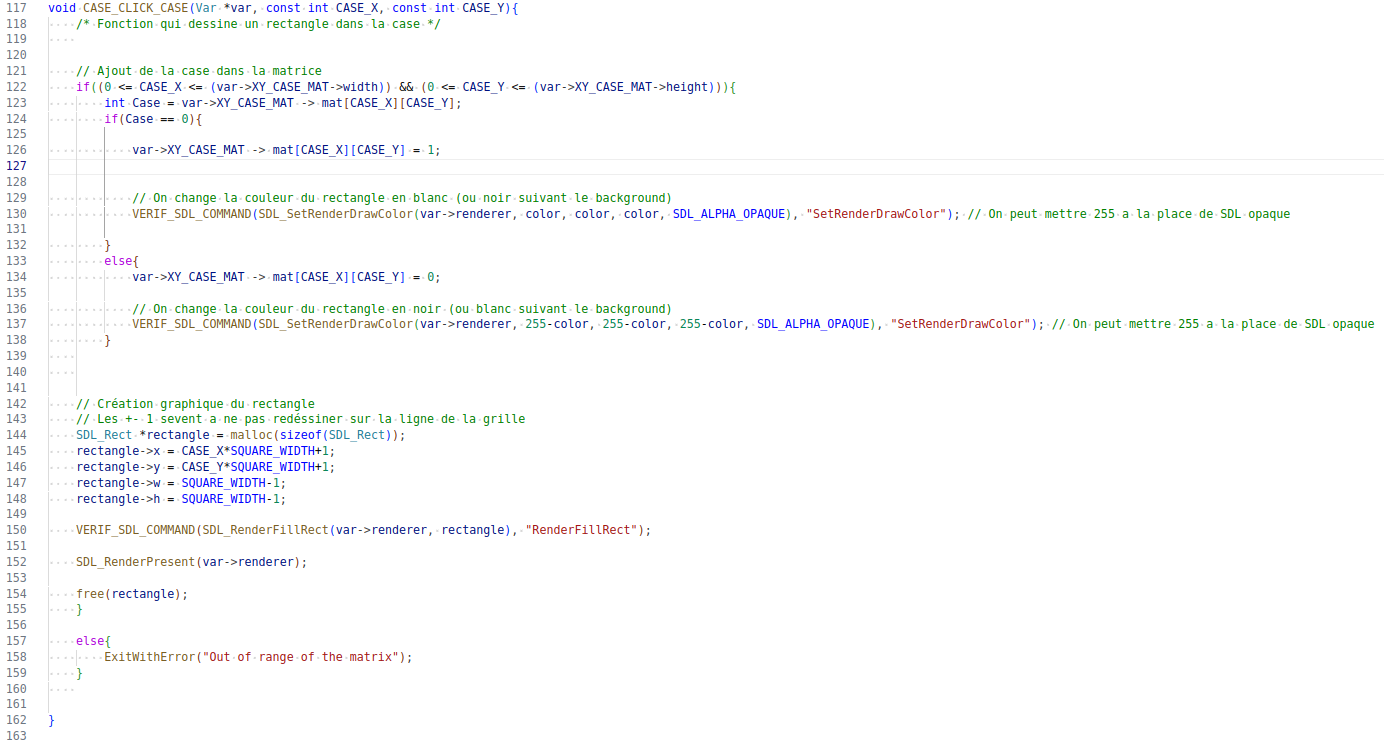 117 void CASE_CLICK_CASE(Var *var, const int CASE_X, const int CASE_Y){
118     /* Fonction qui dessine un rectangle dans la case */
119
120
121     // Ajout de la case dans la matrice
122     if((0 <= CASE_X <= (var->XY_CASE_MAT->width)) && (0 <= CASE_Y <= (var->XY_CASE_MAT->height))){
123         int Case = var->XY_CASE_MAT -> mat[CASE_X][CASE_Y];
124         if(Case == 0){
125
126             var->XY_CASE_MAT -> mat[CASE_X][CASE_Y] = 1;
127
128
129             // On change la couleur du rectangle en blanc (ou noir suivant le background)
130             VERIF_SDL_COMMAND(SDL_SetRenderDrawColor(var->renderer, color, color, color, SDL_ALPHA_OPAQUE), "SetRenderDrawColor"); // On peut mettre 255 a la place de SDL opaque
131
132         }
133         else{
134             var->XY_CASE_MAT -> mat[CASE_X][CASE_Y] = 0;
135
136             // On change la couleur du rectangle en noir (ou blanc suivant le background)
137             VERIF_SDL_COMMAND(SDL_SetRenderDrawColor(var->renderer, 255-color, 255-color, 255-color, SDL_ALPHA_OPAQUE), "SetRenderDrawColor"); // On peut mettre 255 a la place de SDL opaque
138         }
139
140
141
142     // Création graphique du rectangle
143     // Les +- 1 sevent a ne pas redéssiner sur la ligne de la grille
144     SDL_Rect *rectangle = malloc(sizeof(SDL_Rect));
145     rectangle->x = CASE_X*SQUARE_WIDTH+1;
146     rectangle->y = CASE_Y*SQUARE_WIDTH+1;
147     rectangle->w = SQUARE_WIDTH-1;
148     rectangle->h = SQUARE_WIDTH-1;
149
150     VERIF_SDL_COMMAND(SDL_RenderFillRect(var->renderer, rectangle), "RenderFillRect");
151
152     SDL_RenderPresent(var->renderer);
153
154     free(rectangle);
155     }
156
157     else{
158         ExitWithError("Out of range of the matrix");
159     }
160
161
162 }
163